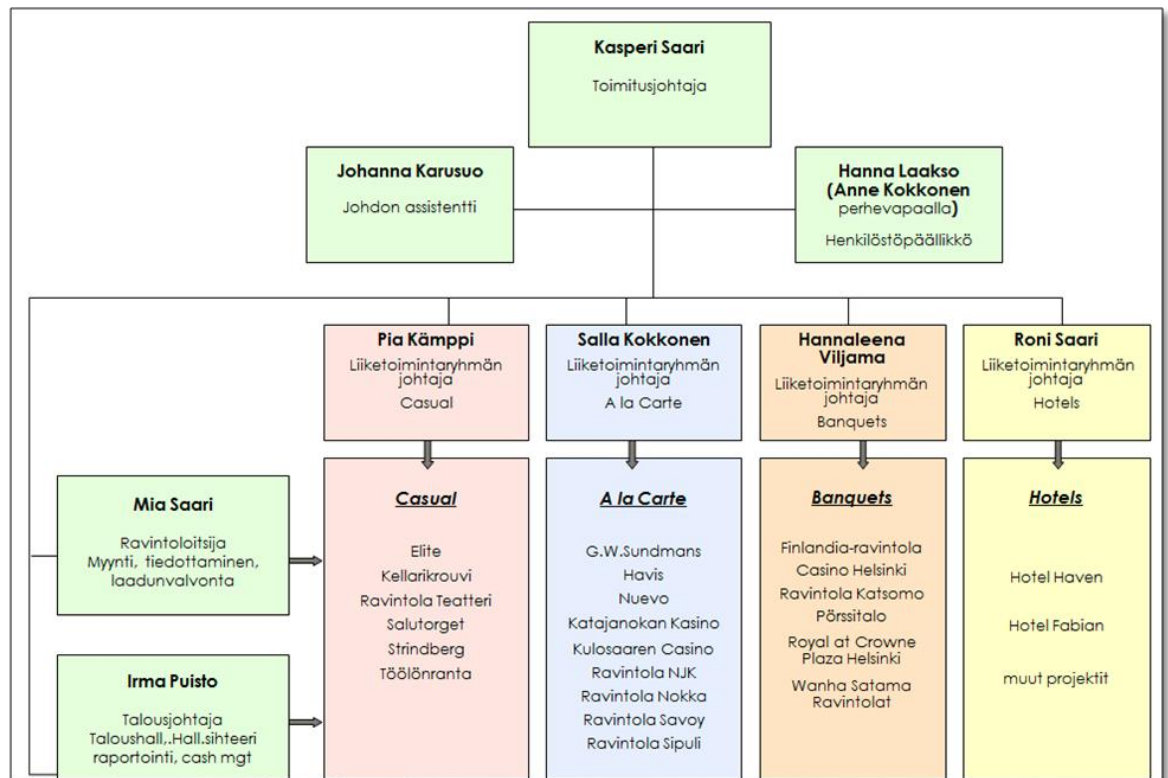 Kasperi Saari
Toimitusjohtaja
Johanna Karusuo
Johdon assistentti
Hanna Laakso
(Anne Kokkonen
perhevapaalla)
Henkilöstöpäällikkö
Pia Kämppi
Liiketoimintaryhmän
johtaja
Casual
Salla Kokkonen
Liiketoimintaryhmän
johtaja
A la Carte
Hannaleena
Viljama
Liiketoimintaryhmän
johtaja
Banquets
Roni Saari
Liiketoimintaryhmän
johtaja
Hotels
Mia Saari
Ravintoloitsija
Myynti, tiedottaminen,
laadunvalvonta
Irma Puisto
Talousjohtaja
Taloushall,.Hall.sihteeri
raportointi, cash mgt
Casual
Elite
Kellarikrouvi
Ravintola Teatteri
Salutorget
Strindberg
Töölönranta
A la Carte
G.W.Sundmans
Havis
Nuevo
Katajanokan Kasino
Kulosaaren Casino
Ravintola NJK
Ravintola Nokka
Ravintola Savoy
Ravintola Sipuli
Banquets
Finlandia-ravintola
Casino Helsinki
Ravintola Katsomo
Pörssitalo
Royal at Crowne
Plaza Helsinki
Wanha Satama
Ravintolat
Hotels
Hotel Haven
Hotel Fabian
muut projektit